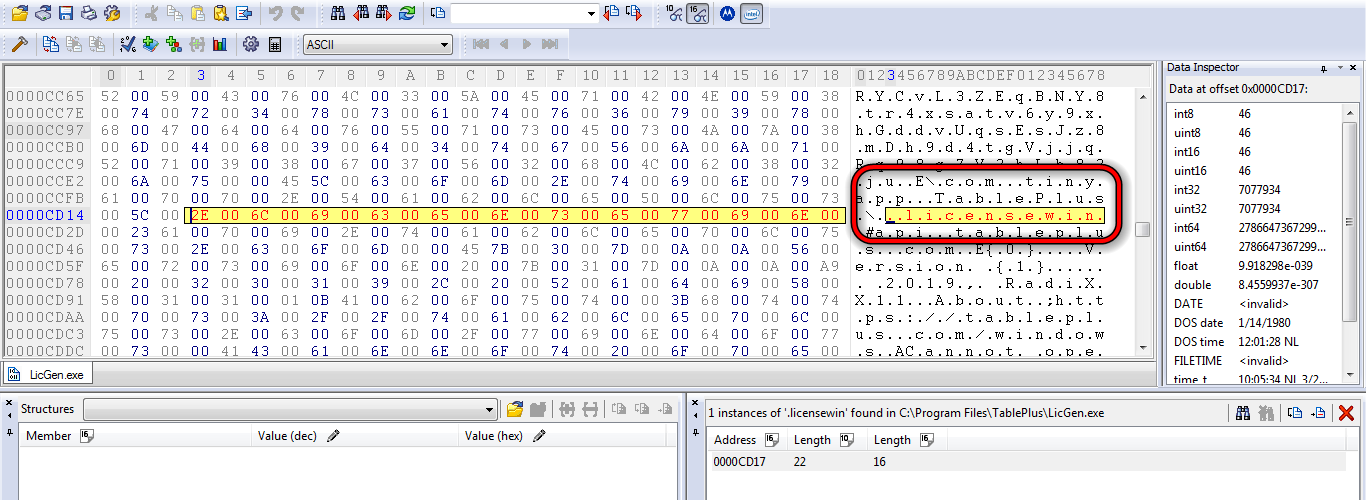 ASCII
0 1 2 3 4 5 6 7 8 9 A B C D E F 10 11 12 13 14 15 16 17 18 0123456789ABCDEF012345678
0000CC65 52 00 59 00 43 00 76 00 4C 00 33 00 5A 00 45 00 71 00 42 00 4E 00 59 00 38 R.Y.C.v.L.3.Z.E.q.B.N.Y.8
0000CC7E 00 74 00 72 00 34 00 78 00 73 00 61 00 74 00 76 00 36 00 79 00 39 00 78 00 .t.r.4.x.s.a.t.v.6.y.9.x.
0000CC97 68 00 47 00 64 00 64 00 76 00 55 00 71 00 73 00 45 00 73 00 4A 00 7A 00 38 h.G.d.d.v.U.q.s.E.s.J.z.8
0000CCB0 00 6D 00 44 00 68 00 39 00 64 00 34 00 74 00 67 00 56 00 6A 00 6A 00 71 00 .m.D.h.9.d.4.t.g.V.j.j.q.
0000CCC9 52 00 71 00 39 00 38 00 67 00 37 00 56 00 32 00 68 00 4C 00 62 00 38 00 32
0000CCE2 00 6A 00 75 00 00 45 5C 00 63 00 6F 00 6D 00 2E 00 74 00 69 00 6E 00 79 00 .j.u..E\.c.o.m...t.i.n.y.
0000CCFB 61 00 70 00 70 00 2E 00 54 00 61 00 62 00 6C 00 65 00 50 00 6C 00 75 00 73 a.p.p...T.a.b.l.e.P.l.u.s
0000CD14 00 5C 00 2E 00 6C 00 69 00 63 00 65 00 6E 00 73 00 65 00 77 00 69 00 6E 00 .\...l.i.c.e.n.s.e.w.i.n.
0000CD2D 00 23 61 00 70 00 69 00 2E 00 74 00 61 00 62 00 6C 00 65 00 70 00 6C 00 75 .#a.p.i...t.a.b.l.e.p.l.u
0000CD46 00 73 00 2E 00 63 00 6F 00 6D 00 00 45 7B 00 30 00 7D 00 0A 00 0A 00 56 00 .s...c.o.m..E{.0.}.....V.
0000CD5F 65 00 72 00 73 00 69 00 6F 00 6E 00 20 00 7B 00 31 00 7D 00 0A 00 0A 00 A9 e.r.s.i.o.n. .{.1.}......
0000CD78 00 20 00 32 00 30 00 31 00 39 00 2C 00 20 00 52 00 61 00 64 00 69 00 58 00 . .2.0.1.9.,. .R.a.d.i.X.
0000CD91 58 00 31 00 31 00 00 0B 41 00 62 00 6F 00 75 00 74 00 00 3B 68 00 74 00 74 X.1.1...A.b.o.u.t..;h.t.t
0000CDAA 00 70 00 73 00 3A 00 2F 00 2F 00 74 00 61 00 62 00 6C 00 65 00 70 00 6C 00 .p.s.:././.t.a.b.l.e.p.l.
0000CDC3 75 00 73 00 2E 00 63 00 6F 00 6D 00 2F 00 77 00 69 00 6E 00 64 00 6F 00 77 u.s...c.o.m./.w.i.n.d.o.w
0000CDDC 00 73 00 00 41 43 00 61 00 6E 00 6E 00 6F 00 74 00 20 00 6F 00 70 00 65 00 .s..AC.a.n.n.o.t. .o.p.e.
LicGen.exe
Data Inspector
Data at offset 0x0000CD17:
int8 46
uint8 46
int16 46
uint16 46
int32 7077934
uint32 7077934
int64 2786647367299...
uint64 2786647367299...
float 9.918298e-039
double 8.4559937e-307
DATE <invalid>
DOS date 1/14/1980
DOS time 12:01:28 NL
FILETIME <invalid>
time_t 10:05:34 NL 3/2...
Structures
Member Value (dec) Value (hex)
1 instances of '.licensewin' found in C:\Program Files\TablePlus\LicGen.exe
Address Length Length
0000CD17 22 16